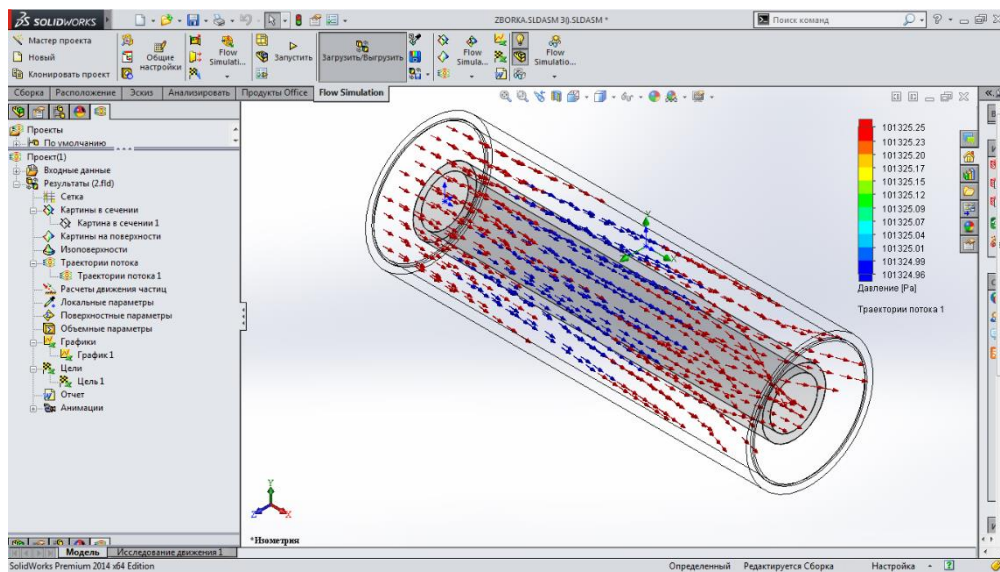 SOLIDWORKS
ZBORKA.SLDASM 3().SLDASM *
Поиск команд
Мастер проекта
Новый
Клонировать проект
Общие настройки
Flow Simulati...
Запустить
Загрузить/Выгрузить
Flow Simula...
Flow Simulatio...
Сборка
Расположение
Эскиз
Анализировать
Продукты Office
Flow Simulation
Проекты
По умолчанию
Проект(1)
Входные данные
Результаты (2.fld)
Сетка
Картины в сечении
Картина в сечении 1
Картины на поверхности
Изоповерхности
Траектории потока
Траектории потока 1
Расчеты движения частиц
Локальные параметры
Поверхностные параметры
Объемные параметры
Графики
График 1
Цели
Цель 1
Отчет
Анимации
101325.25
101325.23
101325.20
101325.17
101325.15
101325.12
101325.09
101325.07
101325.04
101325.01
101324.99
101324.96
Давление [Pa]
Траектории потока 1
Y
X
Y
Z
X
*Изометрия
Модель
Исследование движения 1
SolidWorks Premium 2014 x64 Edition
Определенный
Редактируется Сборка
Настройка